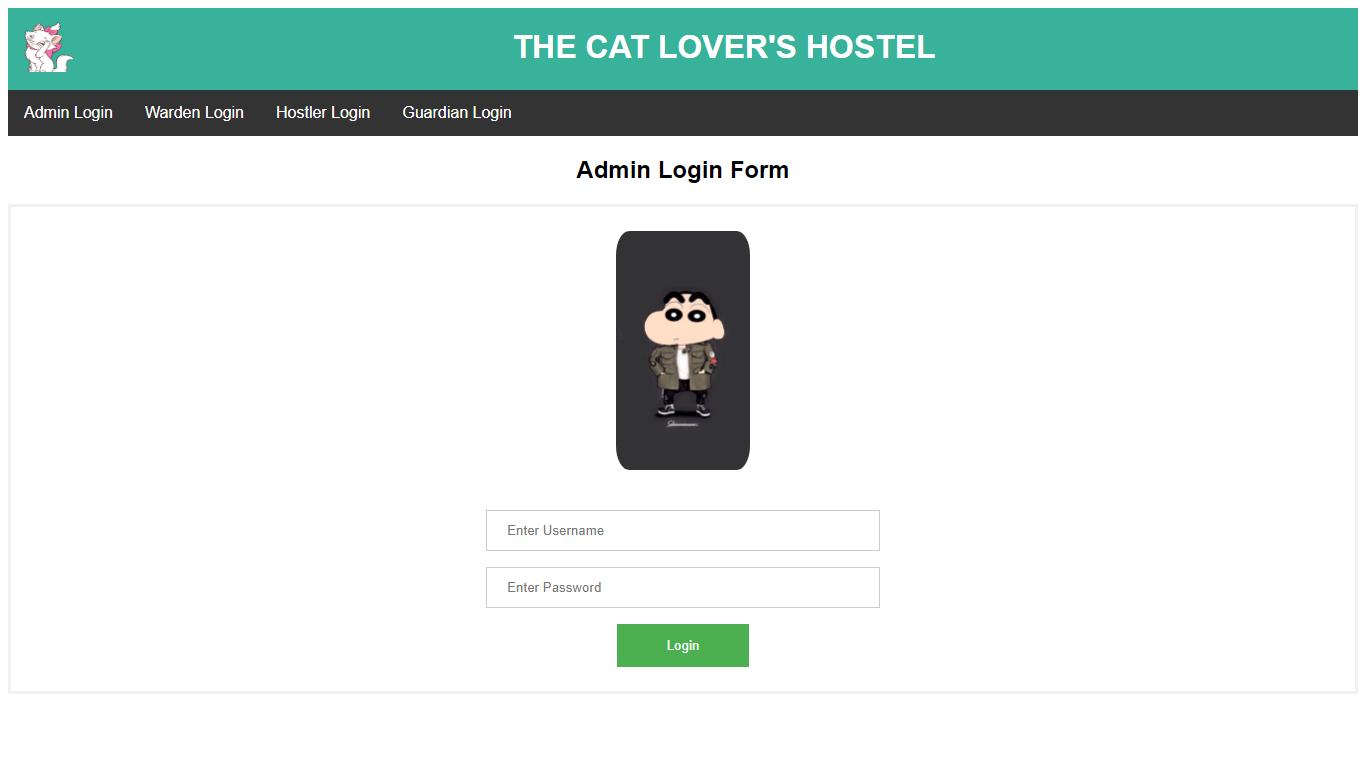 THE CAT LOVER'S HOSTEL
Admin Login Warden Login Hostler Login Guardian Login
Admin Login Form
Enter Username
Enter Password
Login